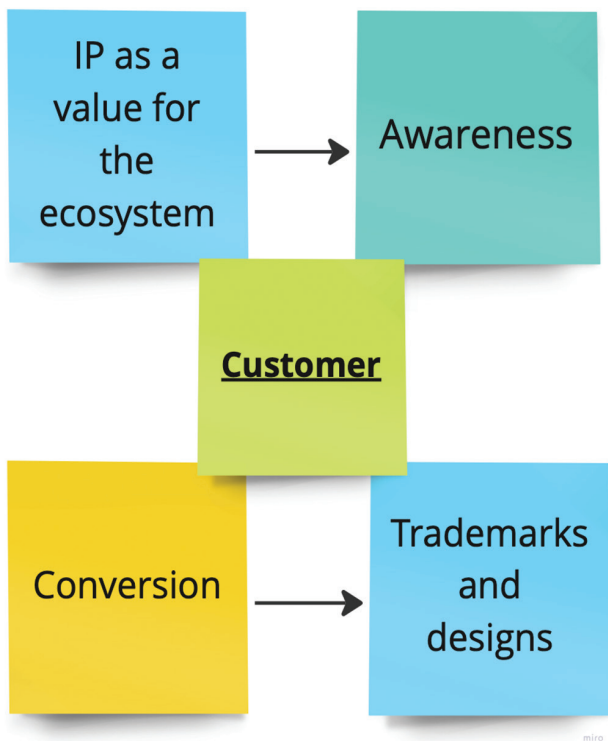 IP as a
value for
the
ecosystem
Awareness
Customer
Conversion
Trademarks
and
designs
miro